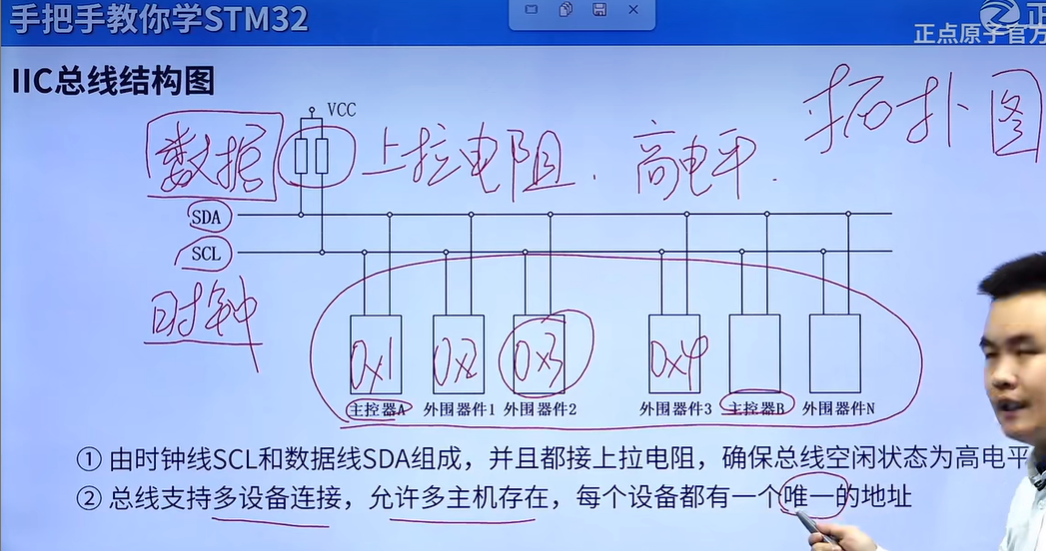 手把手教你学STM32
正点原子官方
IIC总线结构图
拓扑图
VCC
数据
上拉电阻. 高电平.
SDA
SCL
时钟
0x1 0x2 0x3 0x4
主控器A 外围器件1 外围器件2 外围器件3 主控器B 外围器件N
① 由时钟线SCL和数据线SDA组成，并且都接上拉电阻，确保总线空闲状态为高电平
② 总线支持多设备连接，允许多主机存在，每个设备都有一个唯一的地址